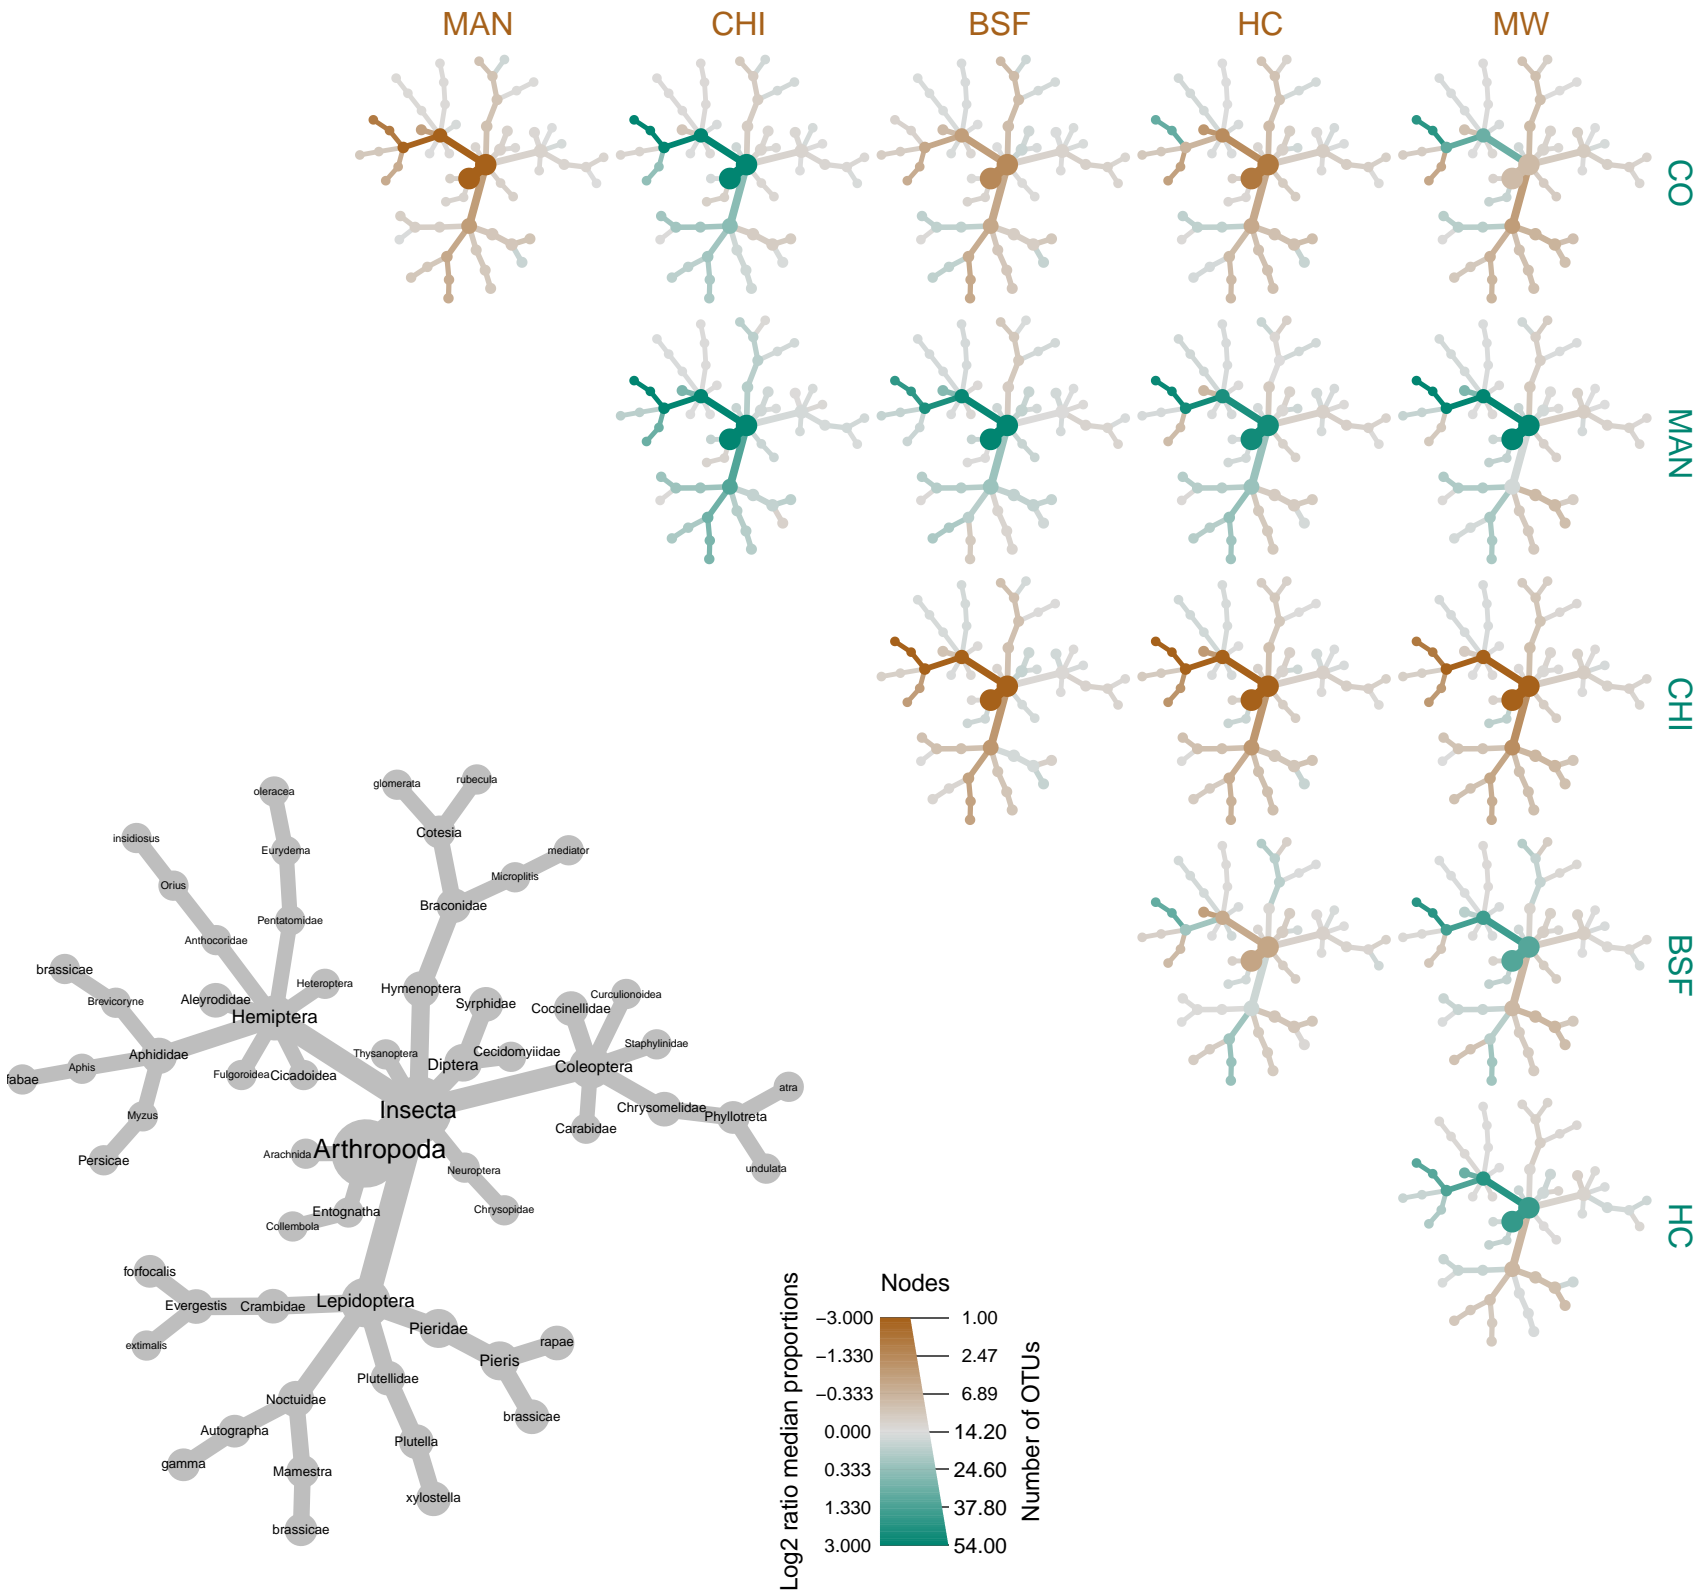 MAN CHI BSF HC MW
CO
MAN
CHI
BSF
HC
glomerata rubecula
oleracea
insidiosus Cotesia
Eurydema mediator
Orius Microplitis
Braconidae
Pentatomidae
Anthocoridae
brassicae
Heteroptera Hymenoptera Curculionoidea
Brevicoryne Aleyrodidae Syrphidae Coccinellidae
Hemiptera
Staphylinidae
Aphididae Thysanoptera Cecidomyiidae
Aphis Diptera Coleoptera
fabae Fulgoroidea Cicadoidea
atra
Myzus Insecta Chrysomelidae Phyllotreta
Carabidae
Persicae Arachnida Arthropoda
Neuroptera undulata
Entognatha Chrysopidae
Collembola
forfocalis
Evergestis Crambidae Lepidoptera
Pieridae
extimalis rapae
Pieris
Plutellidae
Noctuidae
brassicae
Autographa
Plutella
gamma Mamestra
xylostella
brassicae
Nodes
Log2 ratio median proportions
Number of OTUs
−3.000 1.00
−1.330 2.47
−0.333 6.89
0.000 14.20
0.333 24.60
1.330 37.80
3.000 54.00